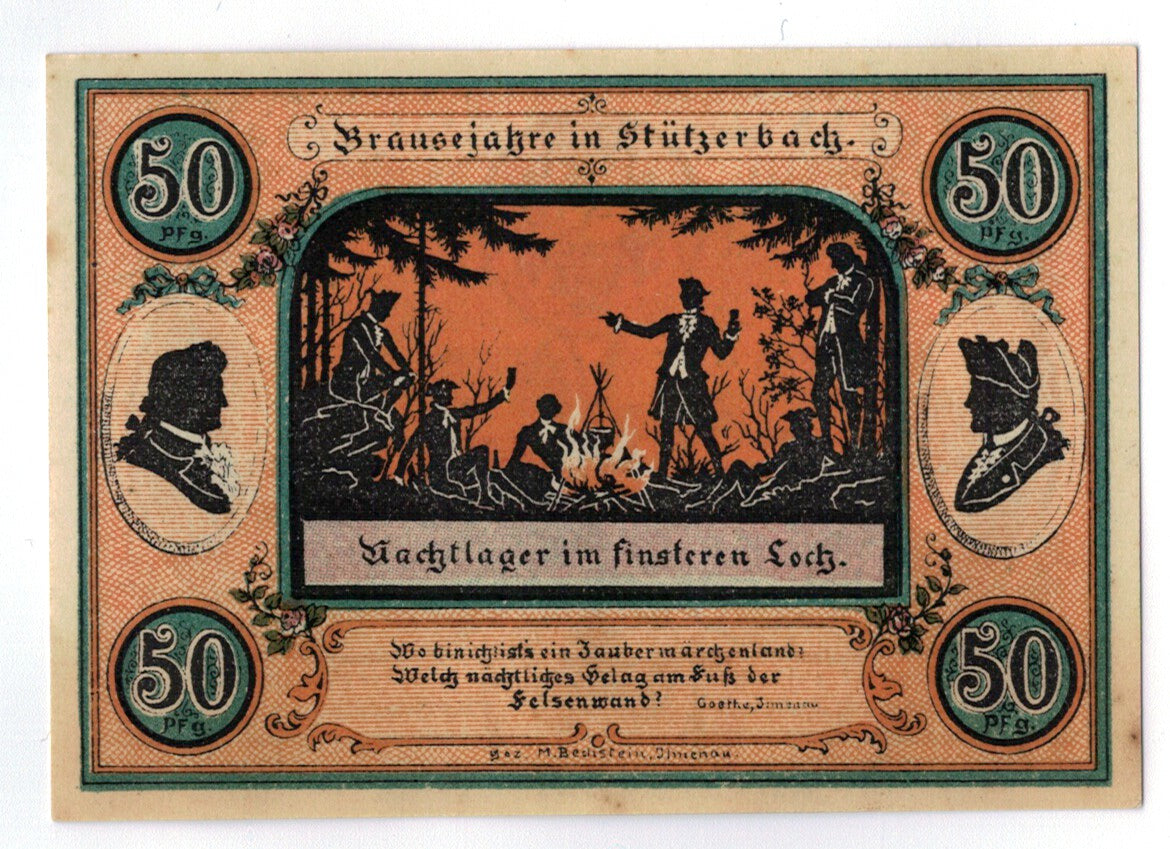 50
Pfg.
Brausejahre in Stützerbach.
50
Pfg.
Nachtlager im finsteren Loch.
Wo bin ich, ist's ein Zaubermärchenland?
Welch nächtliches Gelag am Fuß der
Felsenwand?
Goethe, Ilmenau
50
Pfg.
50
Pfg.
gez. M. Bechstein, Ilmenau